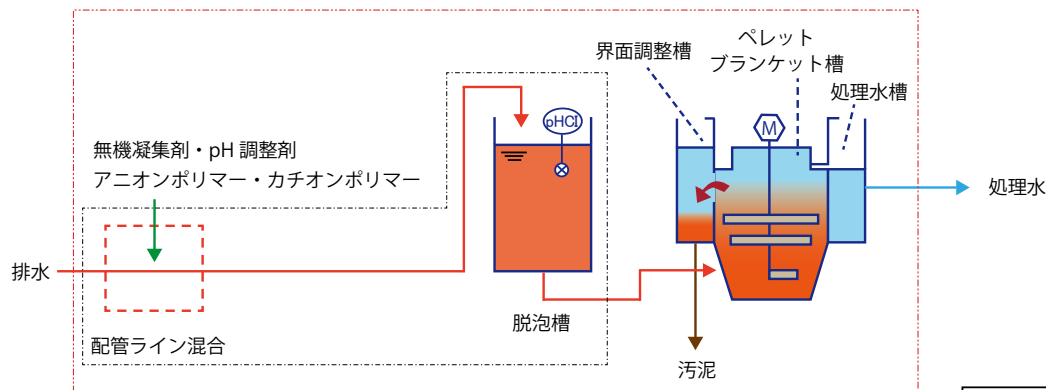 界面調整槽
ペレット
ブランケット槽
処理水槽
pHCI
M
無機凝集剤・pH 調整剤
アニオンポリマー・カチオンポリマー
処理水
排水
脱泡槽
配管ライン混合
汚泥